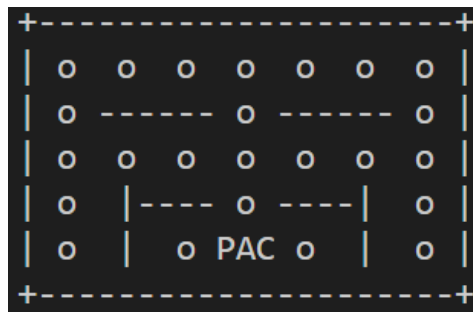 +---------------------+
| o  o  o  o  o  o  o |
| o ------ o ------ o |
| o  o  o  o  o  o  o |
| o  |---- o ----|  o |
| o  |  o PAC o  |  o |
+---------------------+